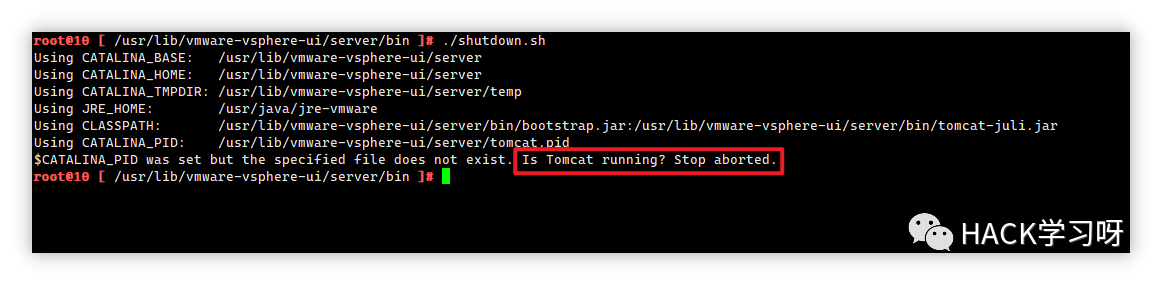 root@10 [ /usr/lib/vmware-vsphere-ui/server/bin ]# ./shutdown.sh
Using CATALINA_BASE:   /usr/lib/vmware-vsphere-ui/server
Using CATALINA_HOME:   /usr/lib/vmware-vsphere-ui/server
Using CATALINA_TMPDIR: /usr/lib/vmware-vsphere-ui/server/temp
Using JRE_HOME:        /usr/java/jre-vmware
Using CLASSPATH:       /usr/lib/vmware-vsphere-ui/server/bin/bootstrap.jar:/usr/lib/vmware-vsphere-ui/server/bin/tomcat-juli.jar
Using CATALINA_PID:    /usr/lib/vmware-vsphere-ui/server/tomcat.pid
$CATALINA_PID was set but the specified file does not exist. Is Tomcat running? Stop aborted.
root@10 [ /usr/lib/vmware-vsphere-ui/server/bin ]#
HACK学习呀